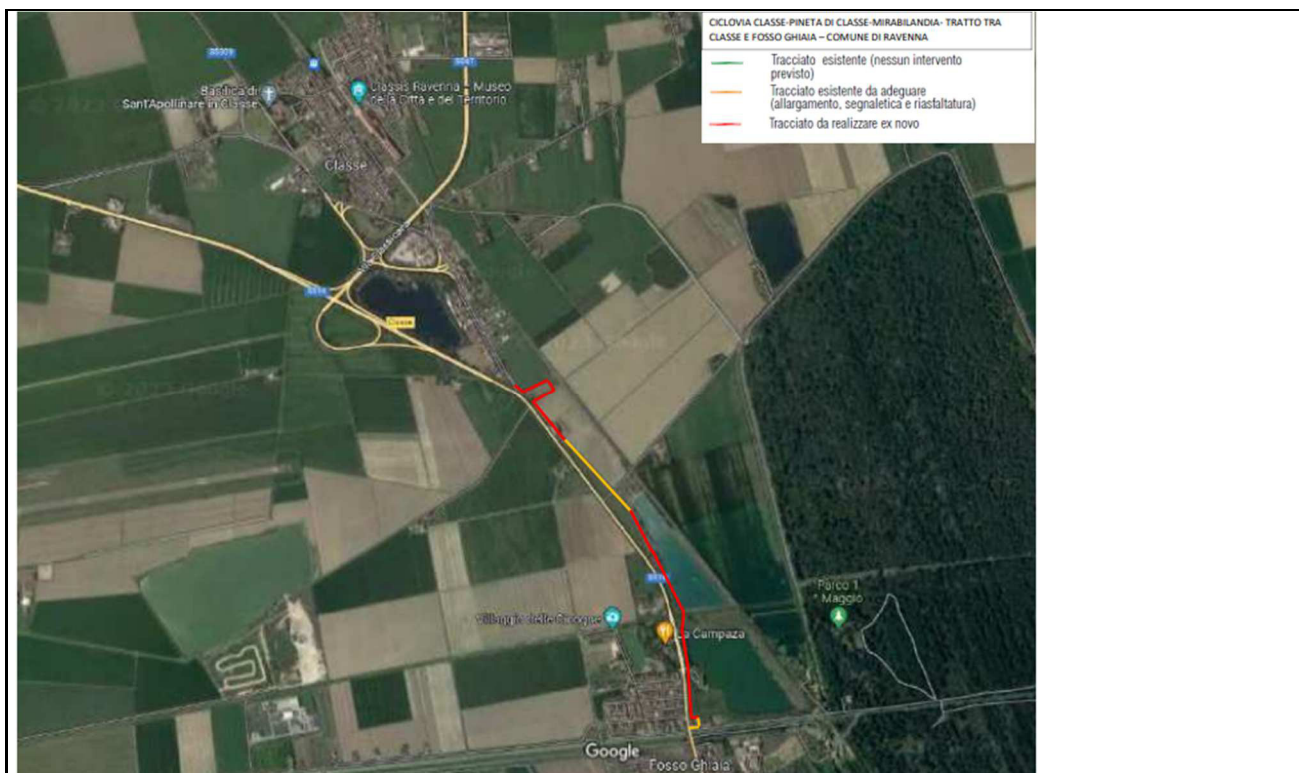 CICLOVIA CLASSE-PINETA DI CLASSE-MIRABILANDIA- TRATTO TRA
CLASSE E FOSSO GHIAIA – COMUNE DI RAVENNA
Tracciato esistente (nessun intervento
previsto)
Tracciato esistente da adeguare
(allargamento, segnaletica e riasfaltatura)
Tracciato da realizzare ex novo
Basilica di
Sant'Apollinare in Classe
Classis Ravenna – Museo
della Città e del Territorio
Classe
Classe
Parco 1
° Maggio
Villaggio delle
La Campaza
Google
Fosso Ghiaia